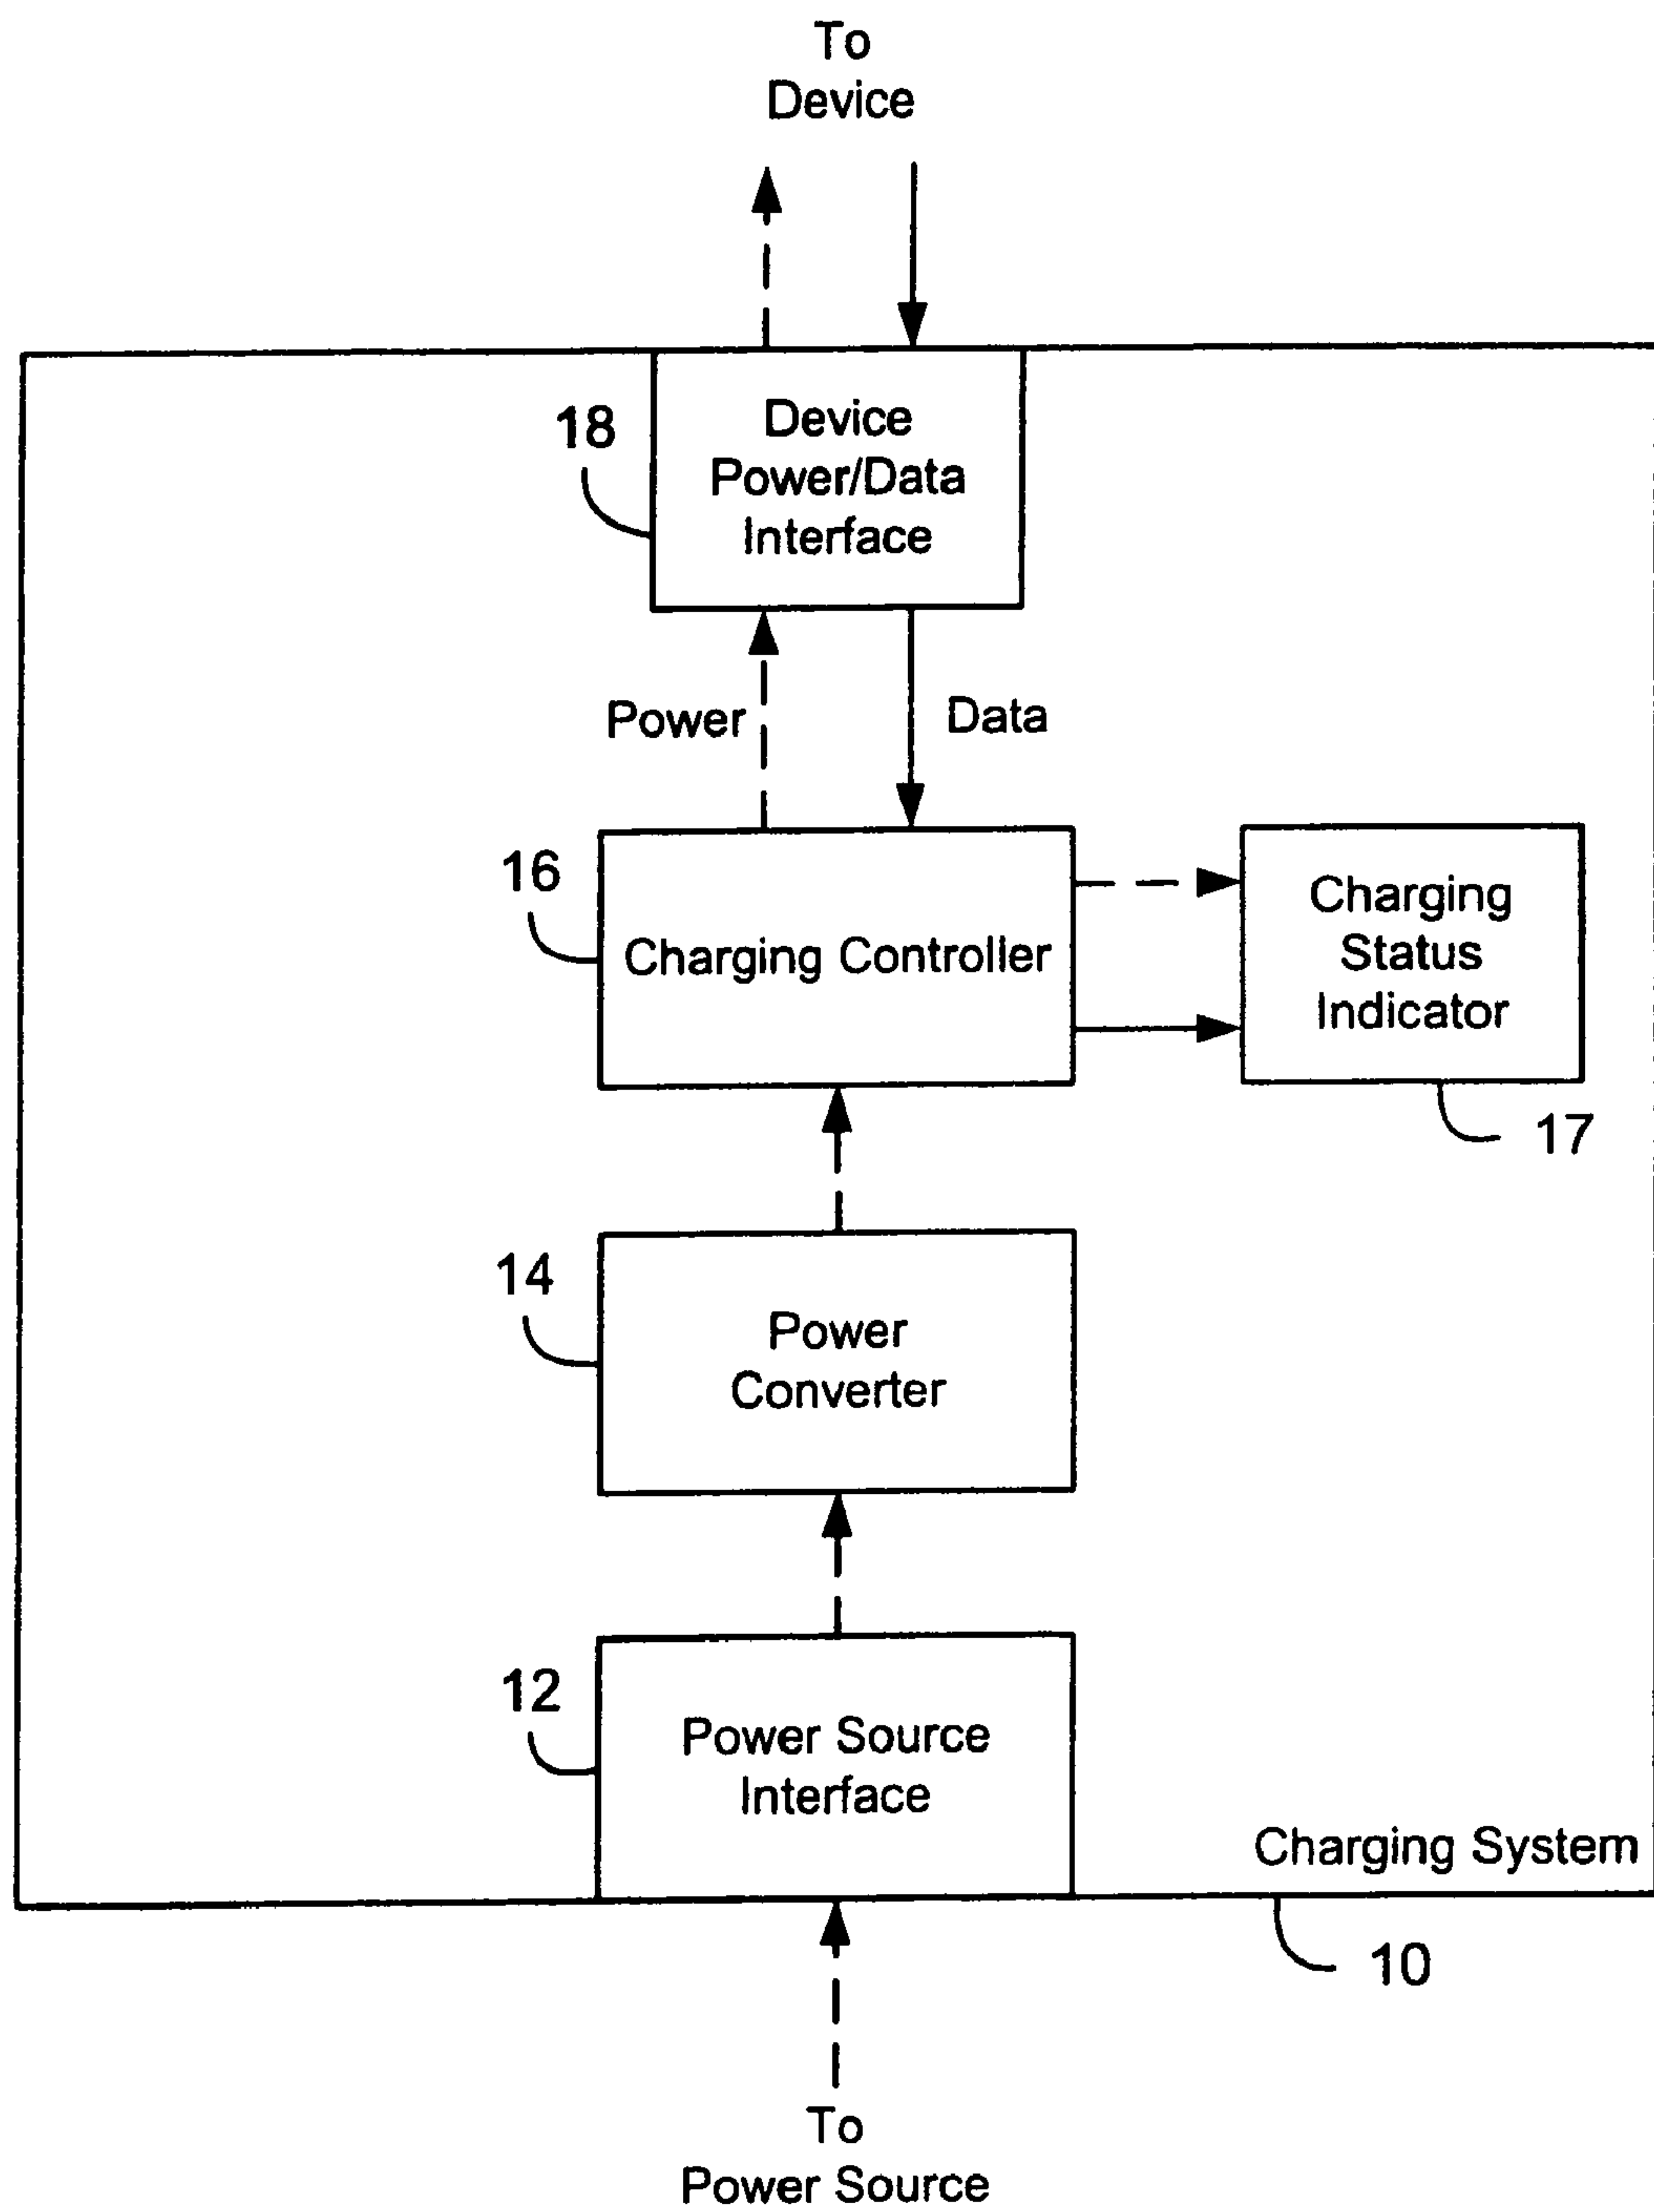 To
Device
18
Device
Power/Data
Interface
Power
Data
16
Charging Controller
Charging
Status
Indicator
17
14
Power
Converter
12
Power Source
Interface
Charging System
10
To
Power Source